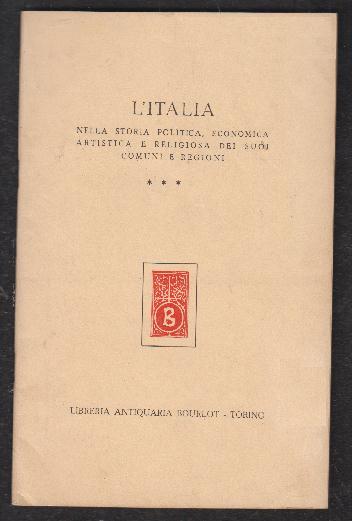 L'ITALIA
NELLA STORIA POLITICA, ECONOMICA
ARTISTICA E RELIGIOSA DEI SUOI
COMUNI E REGIONI
* * *
B
LIBRERIA ANTIQUARIA BOURLOT - TORINO